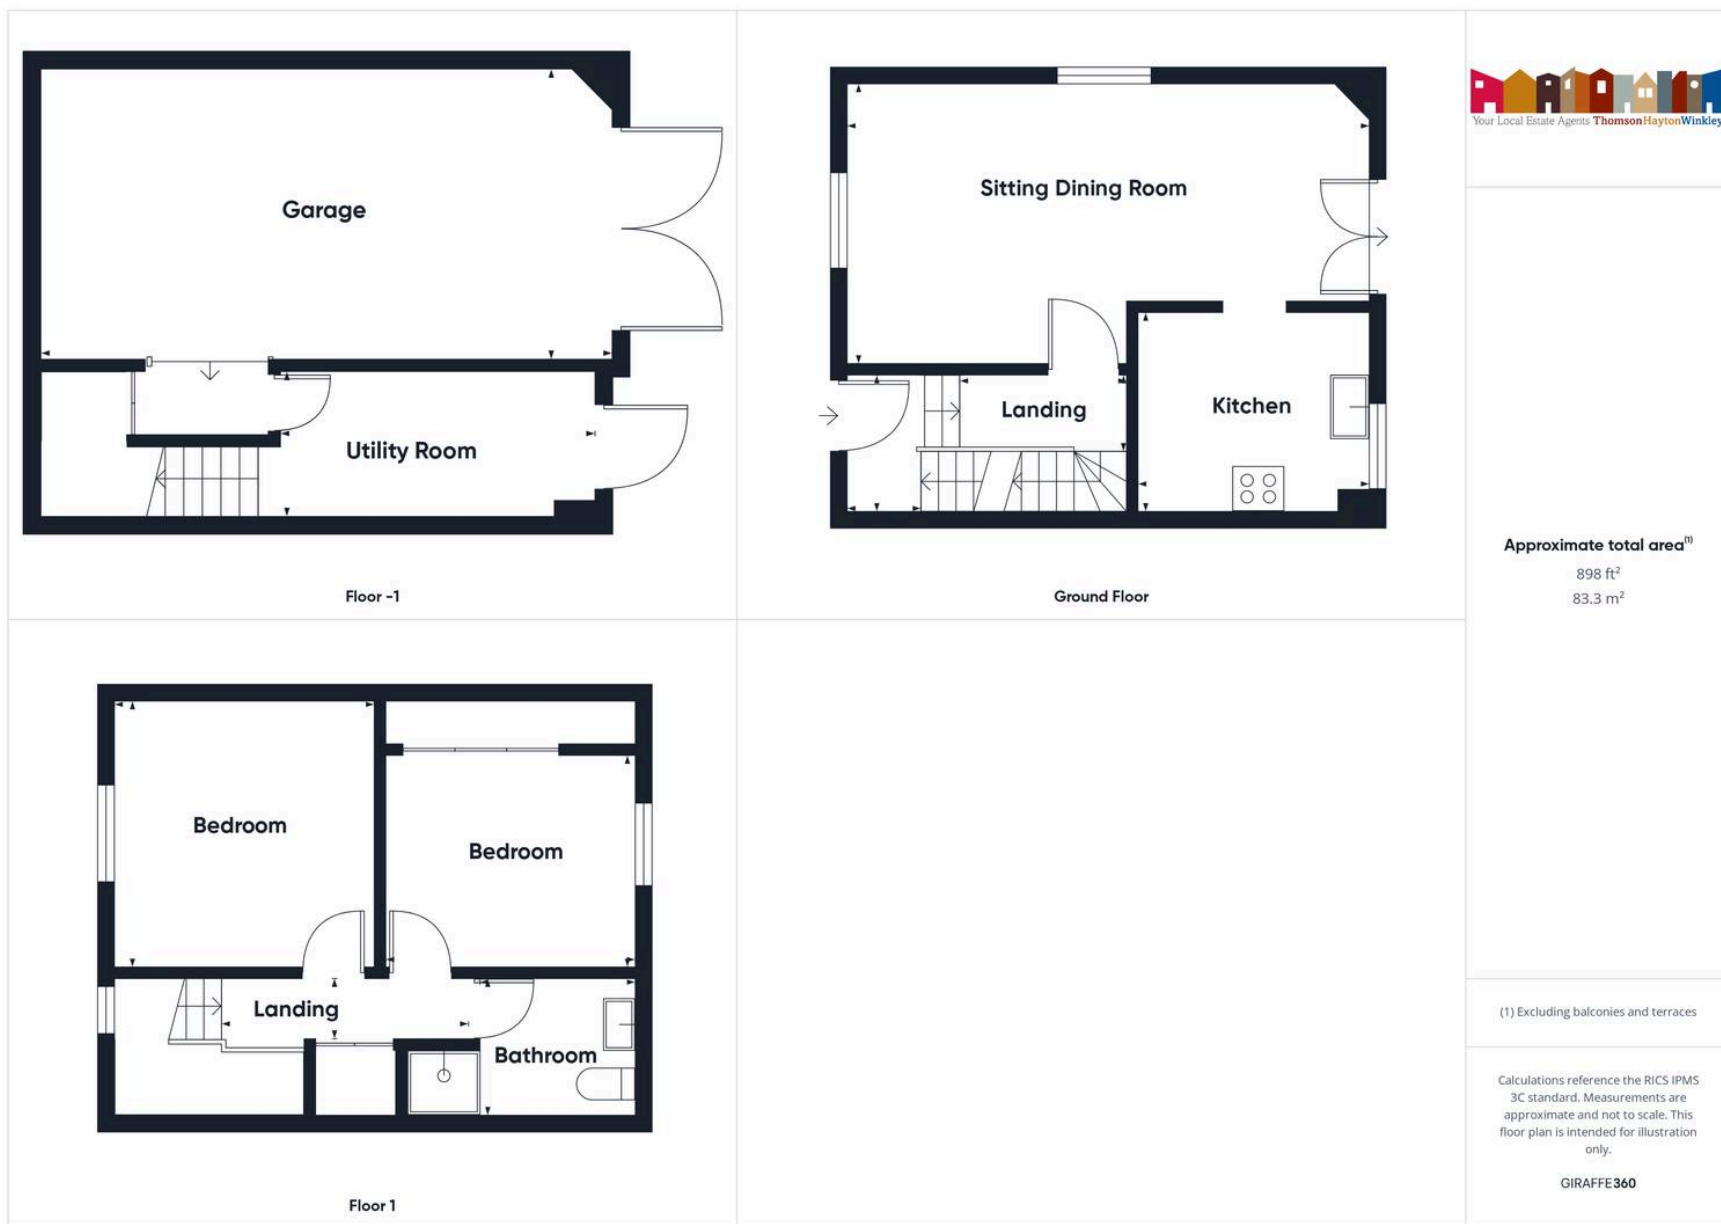 Garage
Utility Room
Floor -1
Sitting Dining Room
Landing
Kitchen
Ground Floor
Bedroom
Bedroom
Landing
Bathroom
Floor 1
Your Local Estate Agents ThomsonHaytonWinkley
Approximate total area⁽¹⁾
898 ft²
83.3 m²
(1) Excluding balconies and terraces
Calculations reference the RICS IPMS
3C standard. Measurements are
approximate and not to scale. This
floor plan is intended for illustration
only.
GIRAFFE360